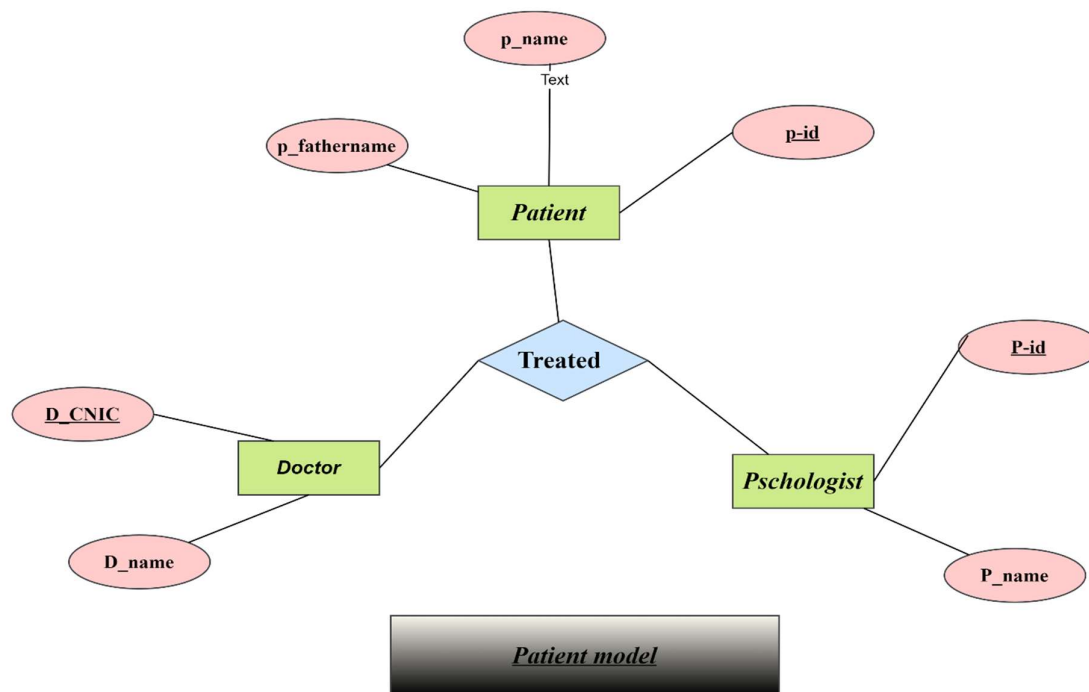 p_name
Text
p-id
p_fathername
Patient
Treated
P-id
D_CNIC
Doctor
Pschologist
D_name
P_name
Patient model